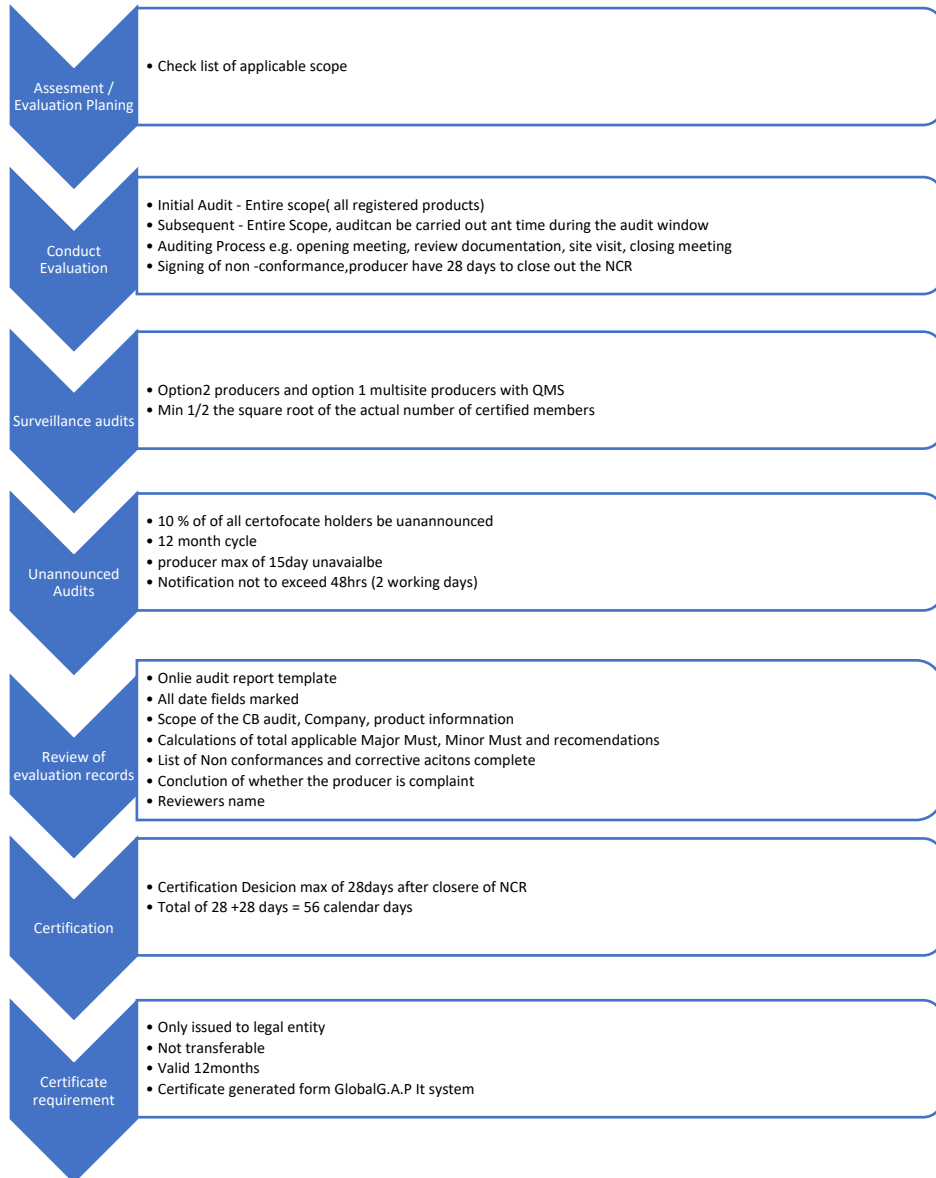 Assesment /
Evaluation Planing
• Check list of applicable scope
Conduct
Evaluation
• Initial Audit - Entire scope( all registered products)
• Subsequent - Entire Scope, auditcan be carried out ant time during the audit window
• Auditing Process e.g. opening meeting, review documentation, site visit, closing meeting
• Signing of non -conformance,producer have 28 days to close out the NCR
Surveillance audits
• Option2 producers and option 1 multisite producers with QMS
• Min 1/2 the square root of the actual number of certified members
Unannounced
Audits
• 10 % of of all certofocate holders be uanannounced
• 12 month cycle
• producer max of 15day unavaialbe
• Notification not to exceed 48hrs (2 working days)
Review of
evaluation records
• Onlie audit report template
• All date fields marked
• Scope of the CB audit, Company, product informnation
• Calculations of total applicable Major Must, Minor Must and recomendations
• List of Non conformances and corrective acitons complete
• Conclution of whether the producer is complaint
• Reviewers name
Certification
• Certification Desicion max of 28days after closere of NCR
• Total of 28 +28 days = 56 calendar days
Certificate
requirement
• Only issued to legal entity
• Not transferable
• Valid 12months
• Certificate generated form GlobalG.A.P It system